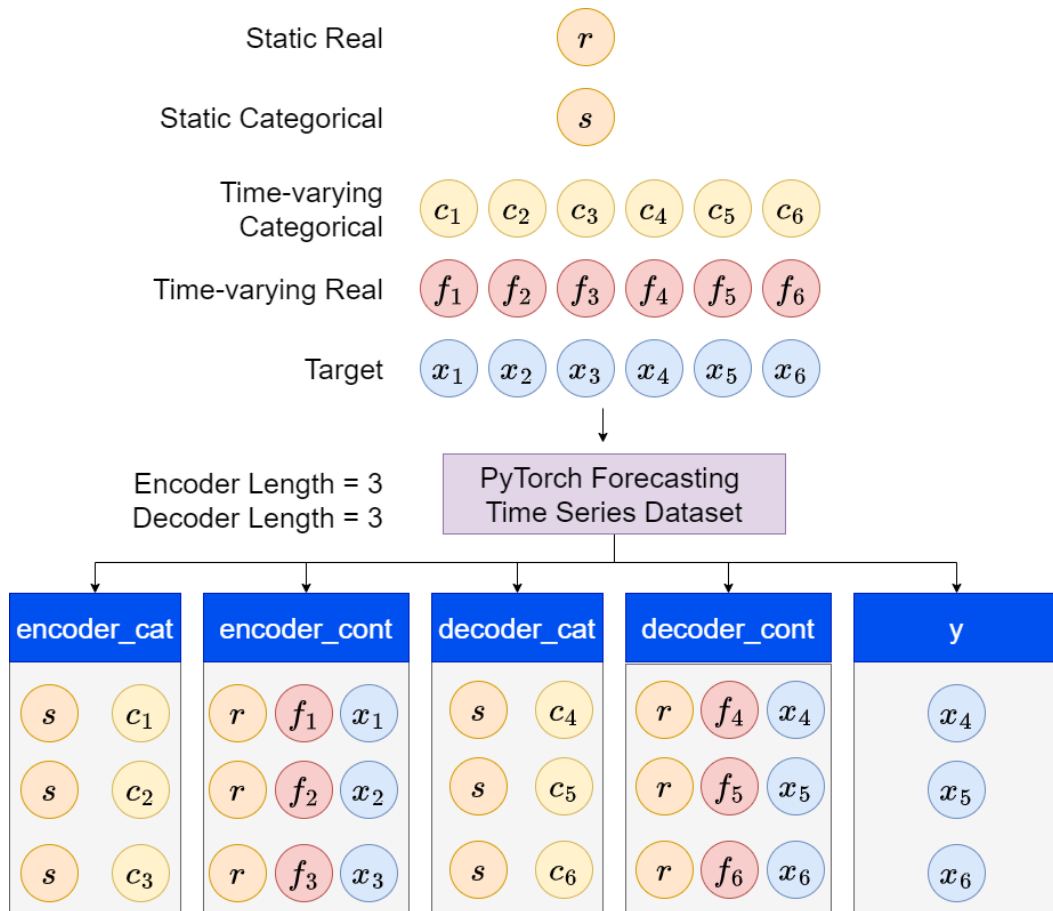 Static Real
r
Static Categorical
s
Time-varying
Categorical
c₁ c₂ c₃ c₄ c₅ c₆
Time-varying Real
f₁ f₂ f₃ f₄ f₅ f₆
Target
x₁ x₂ x₃ x₄ x₅ x₆
Encoder Length = 3
Decoder Length = 3
PyTorch Forecasting
Time Series Dataset
encoder_cat encoder_cont decoder_cat decoder_cont y
s c₁ r f₁ x₁ s c₄ r f₄ x₄ x₄
s c₂ r f₂ x₂ s c₅ r f₅ x₅ x₅
s c₃ r f₃ x₃ s c₆ r f₆ x₆ x₆